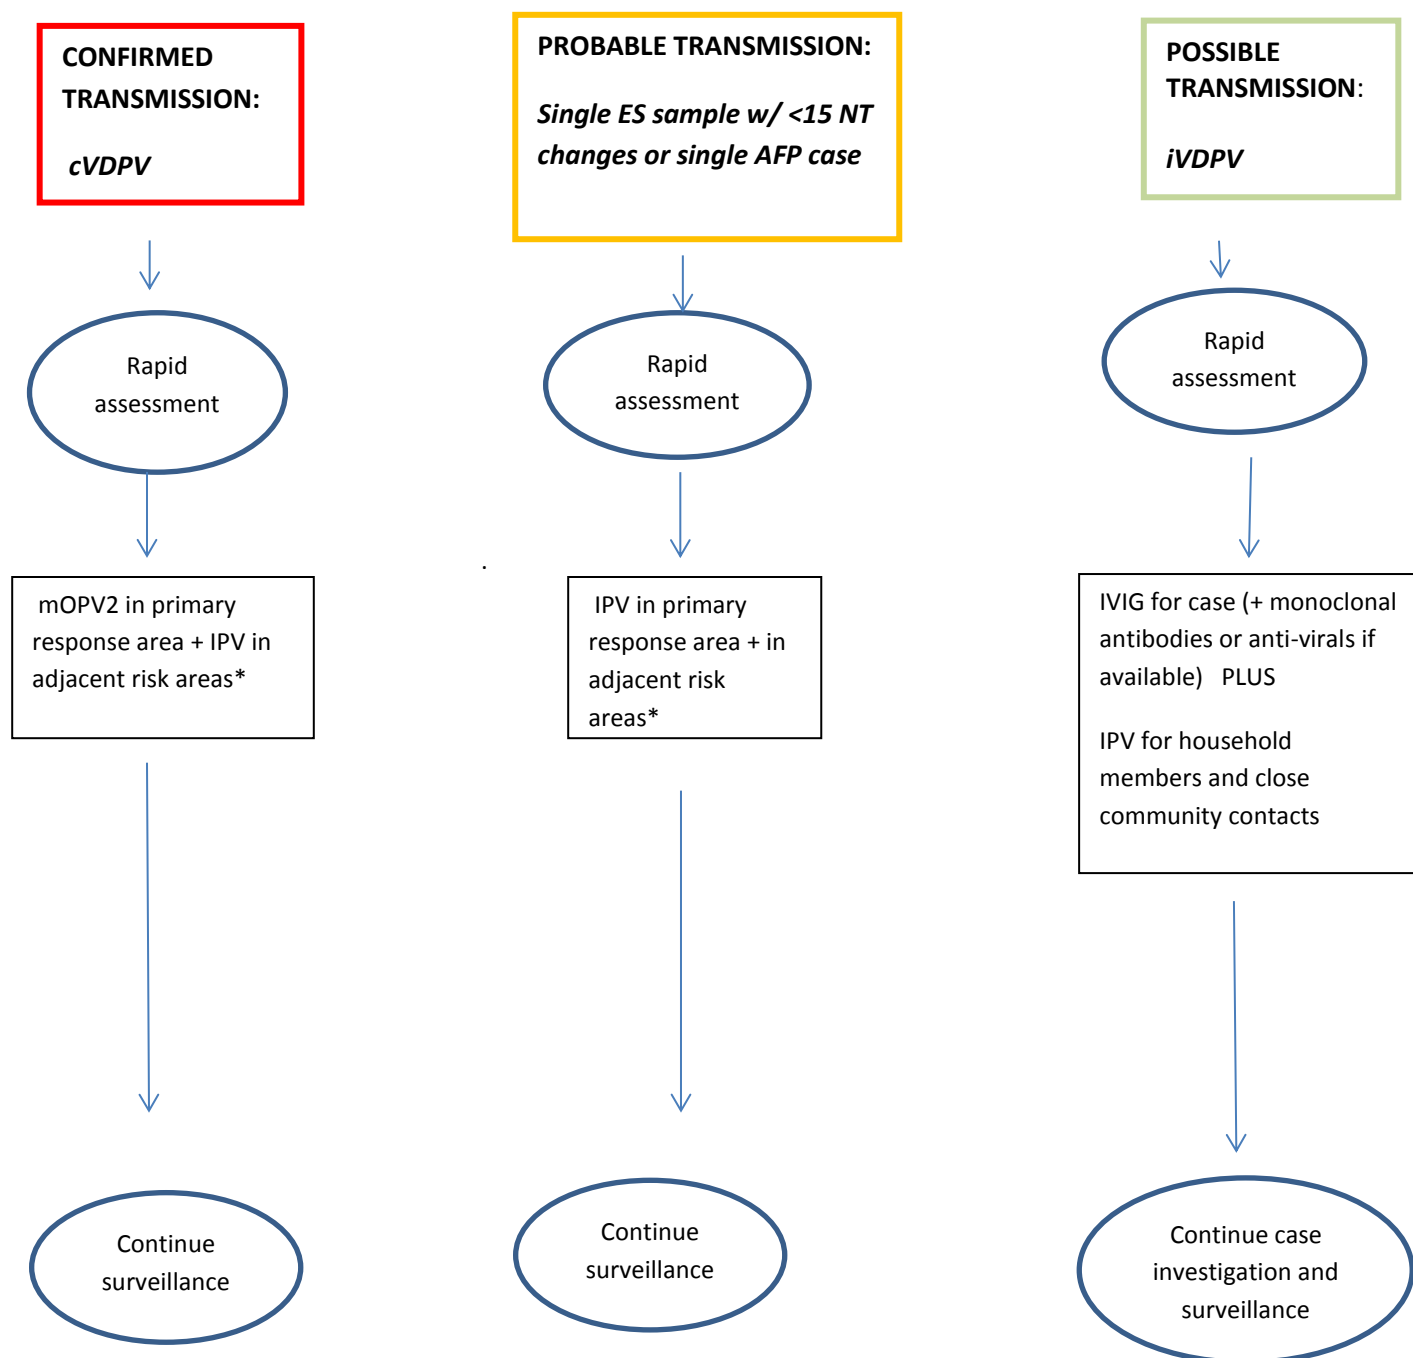 CONFIRMED
TRANSMISSION:
cVDPV
PROBABLE TRANSMISSION:
Single ES sample w/ <15 NT
changes or single AFP case
POSSIBLE
TRANSMISSION:
iVDPV
Rapid
assessment
Rapid
assessment
Rapid
assessment
mOPV2 in primary
response area + IPV in
adjacent risk areas*
.
IPV in primary
response area + in
adjacent risk
areas*
IVIG for case (+ monoclonal
antibodies or anti-virals if
available)   PLUS
IPV for household
members and close
community contacts
Continue
surveillance
Continue
surveillance
Continue case
investigation and
surveillance